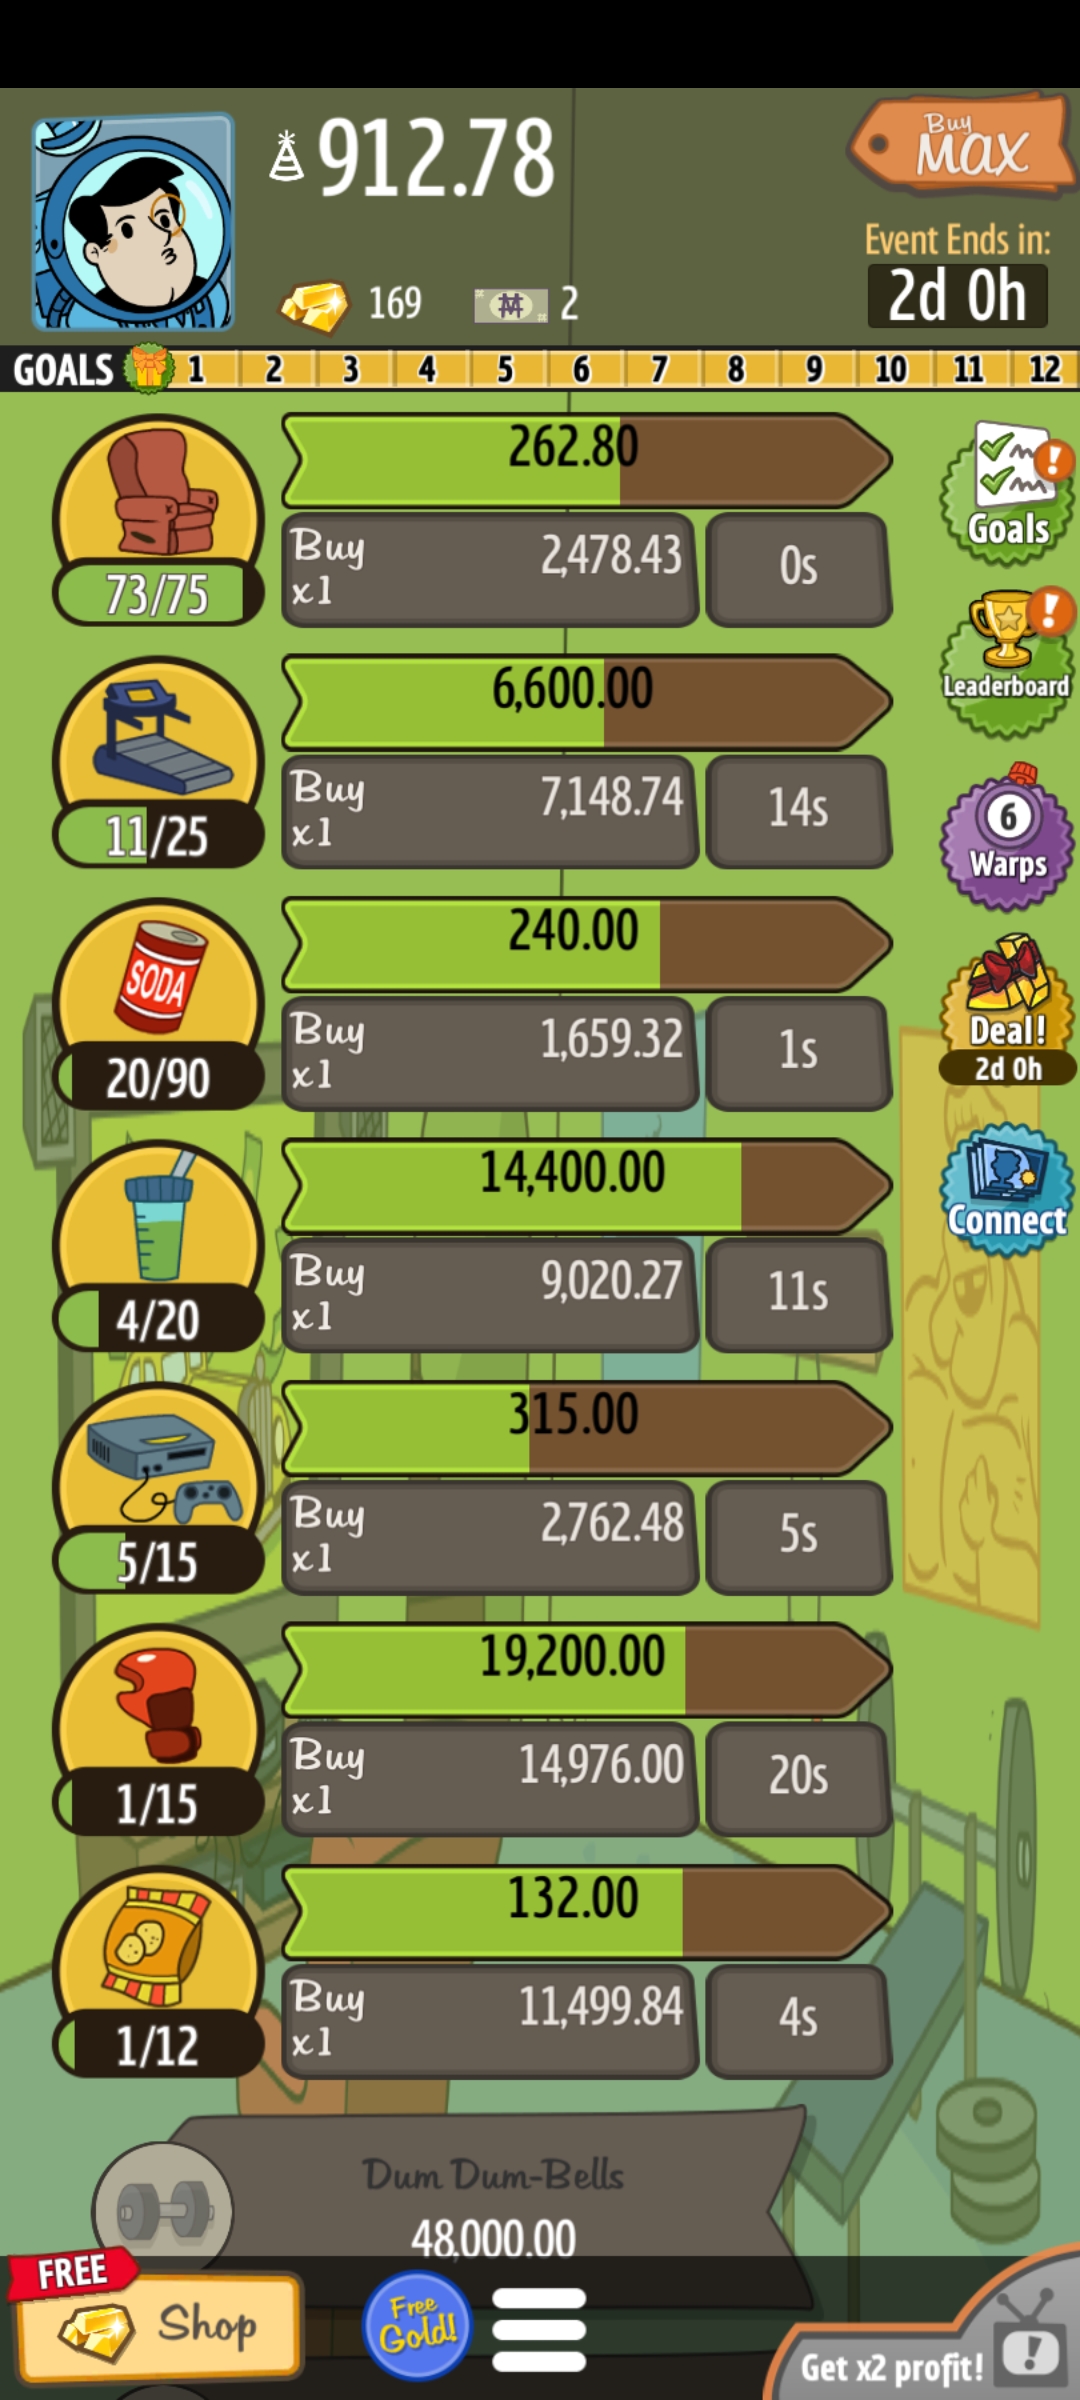 912.78
Buy
MAX
Event Ends in:
2d 0h
169
2
GOALS 1 2 3 4 5 6 7 8 9 10 11 12
262.80
73/75
Buy
x1
2,478.43
0s
Goals
6,600.00
11/25
Buy
x1
7,148.74
14s
Leaderboard
240.00
20/90
SODA
Buy
x1
1,659.32
1s
6
Warps
14,400.00
4/20
Buy
x1
9,020.27
11s
Deal!
2d 0h
315.00
5/15
Buy
x1
2,762.48
5s
Connect
19,200.00
1/15
Buy
x1
14,976.00
20s
132.00
1/12
Buy
x1
11,499.84
4s
Dum Dum-Bells
48,000.00
FREE
Shop
Free
Gold!
Get x2 profit!